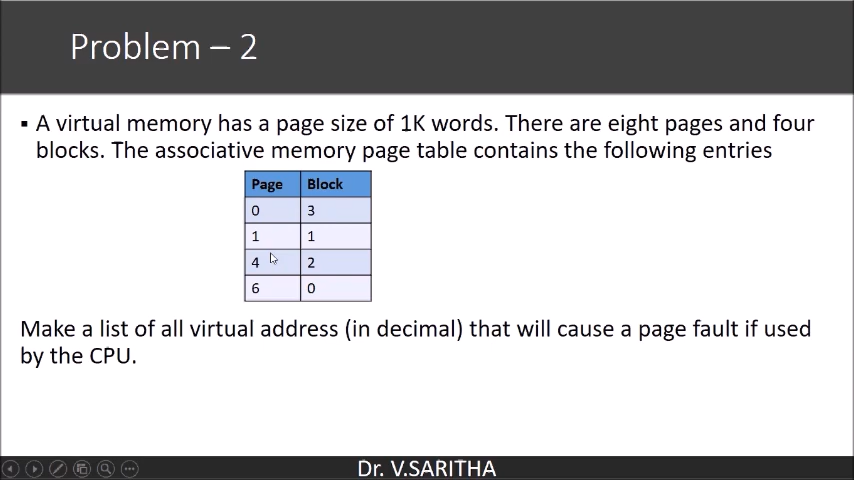 Problem – 2
▪ A virtual memory has a page size of 1K words. There are eight pages and four
blocks. The associative memory page table contains the following entries
Page Block
0 3
1 1
4 2
6 0
Make a list of all virtual address (in decimal) that will cause a page fault if used
by the CPU.
Dr. V.SARITHA